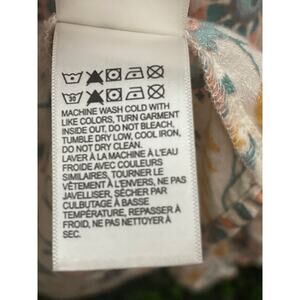 30
MACHINE WASH COLD WITH
LIKE COLORS, TURN GARMENT
INSIDE OUT, DO NOT BLEACH,
TUMBLE DRY LOW, COOL IRON,
DO NOT DRY CLEAN.
LAVER À LA MACHINE À L'EAU
FROIDE AVEC COULEURS
SIMILAIRES, TOURNER LE
VÊTEMENT À L'ENVERS, NE PAS
JAVELLISER, SÉCHER PAR
CULBUTAGE À BASSE
TEMPÉRATURE, REPASSER À
FROID, NE PAS NETTOYER À
SEC.